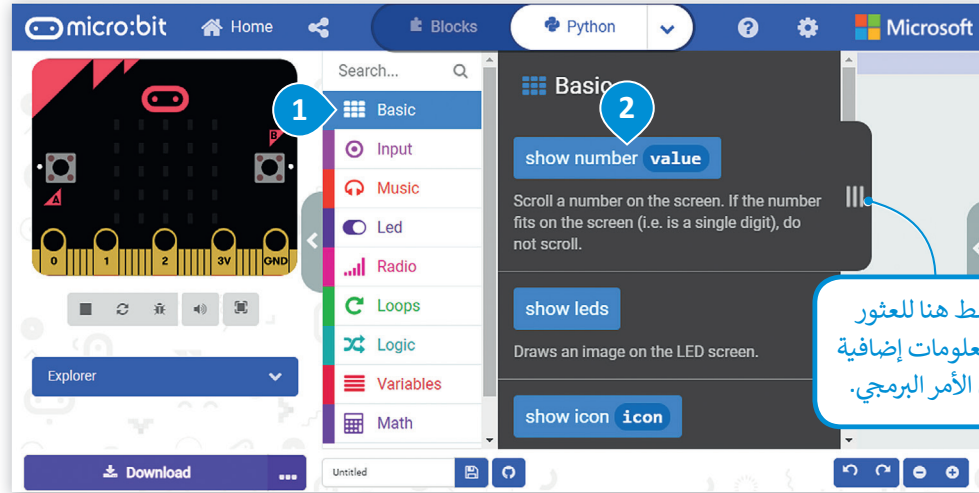 micro:bit
Home
Blocks
Python
Microsoft
Search...
1
Basic
Input
Music
Led
Radio
Loops
Logic
Variables
Math
B
A
0 1 2 3V GND
Explorer
Download
...
Untitled
Basic
2
show number value
Scroll a number on the screen. If the number
fits on the screen (i.e. is a single digit), do
not scroll.
show leds
Draws an image on the LED screen.
show icon icon
هنا للعثور
إضافية
الأمر البرمجي.